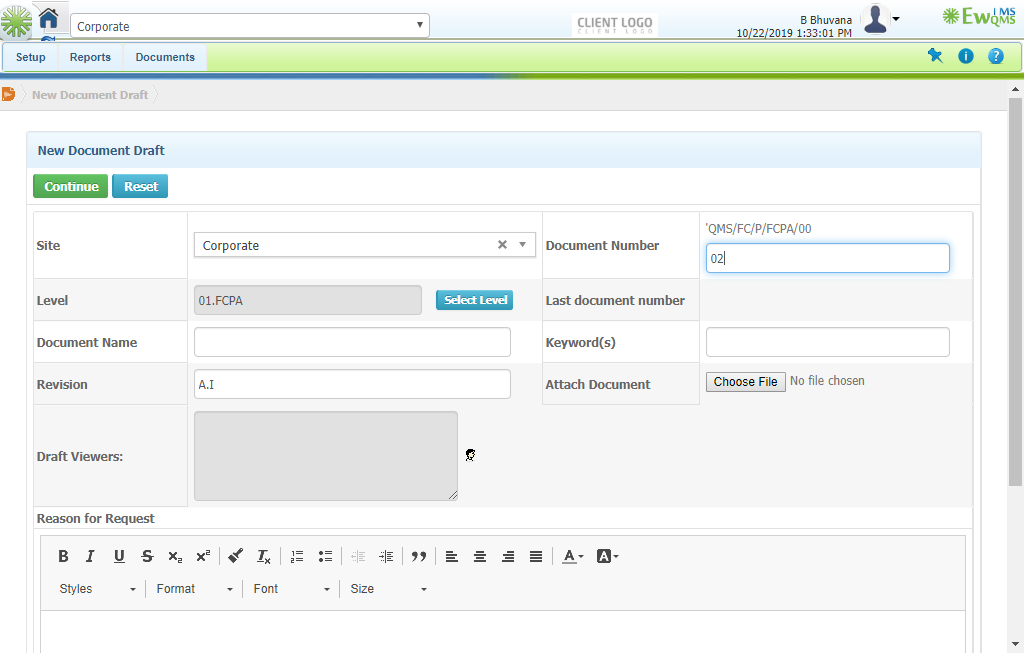 Corporate
CLIENT LOGO
CLIENT LOGO
B Bhuvana
10/22/2019 1:33:01 PM
EwQMS
LMS
Setup
Reports
Documents
New Document Draft
New Document Draft
Continue
Reset
Site
Corporate
Document Number
'QMS/FC/P/FCPA/00
02
Level
01.FCPA
Select Level
Last document number
Document Name
Keyword(s)
Revision
A.I
Attach Document
Choose File
No file chosen
Draft Viewers:
Reason for Request
Styles
Format
Font
Size